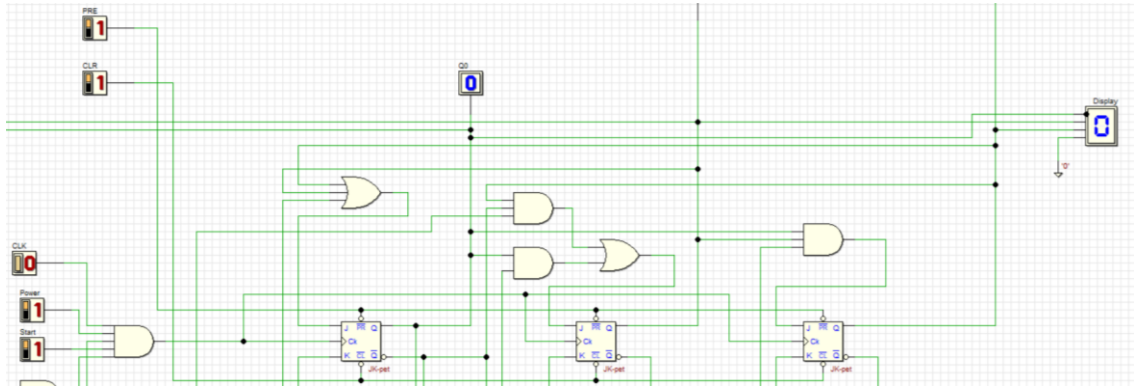 PRE
1
CLR
1
Q0
0
Display
0
'0'
CLK
0
Power
1
Start
1
J Q
Ck
K Q
JK-pet
J Q
Ck
K Q
JK-pet
J Q
Ck
K Q
JK-pet